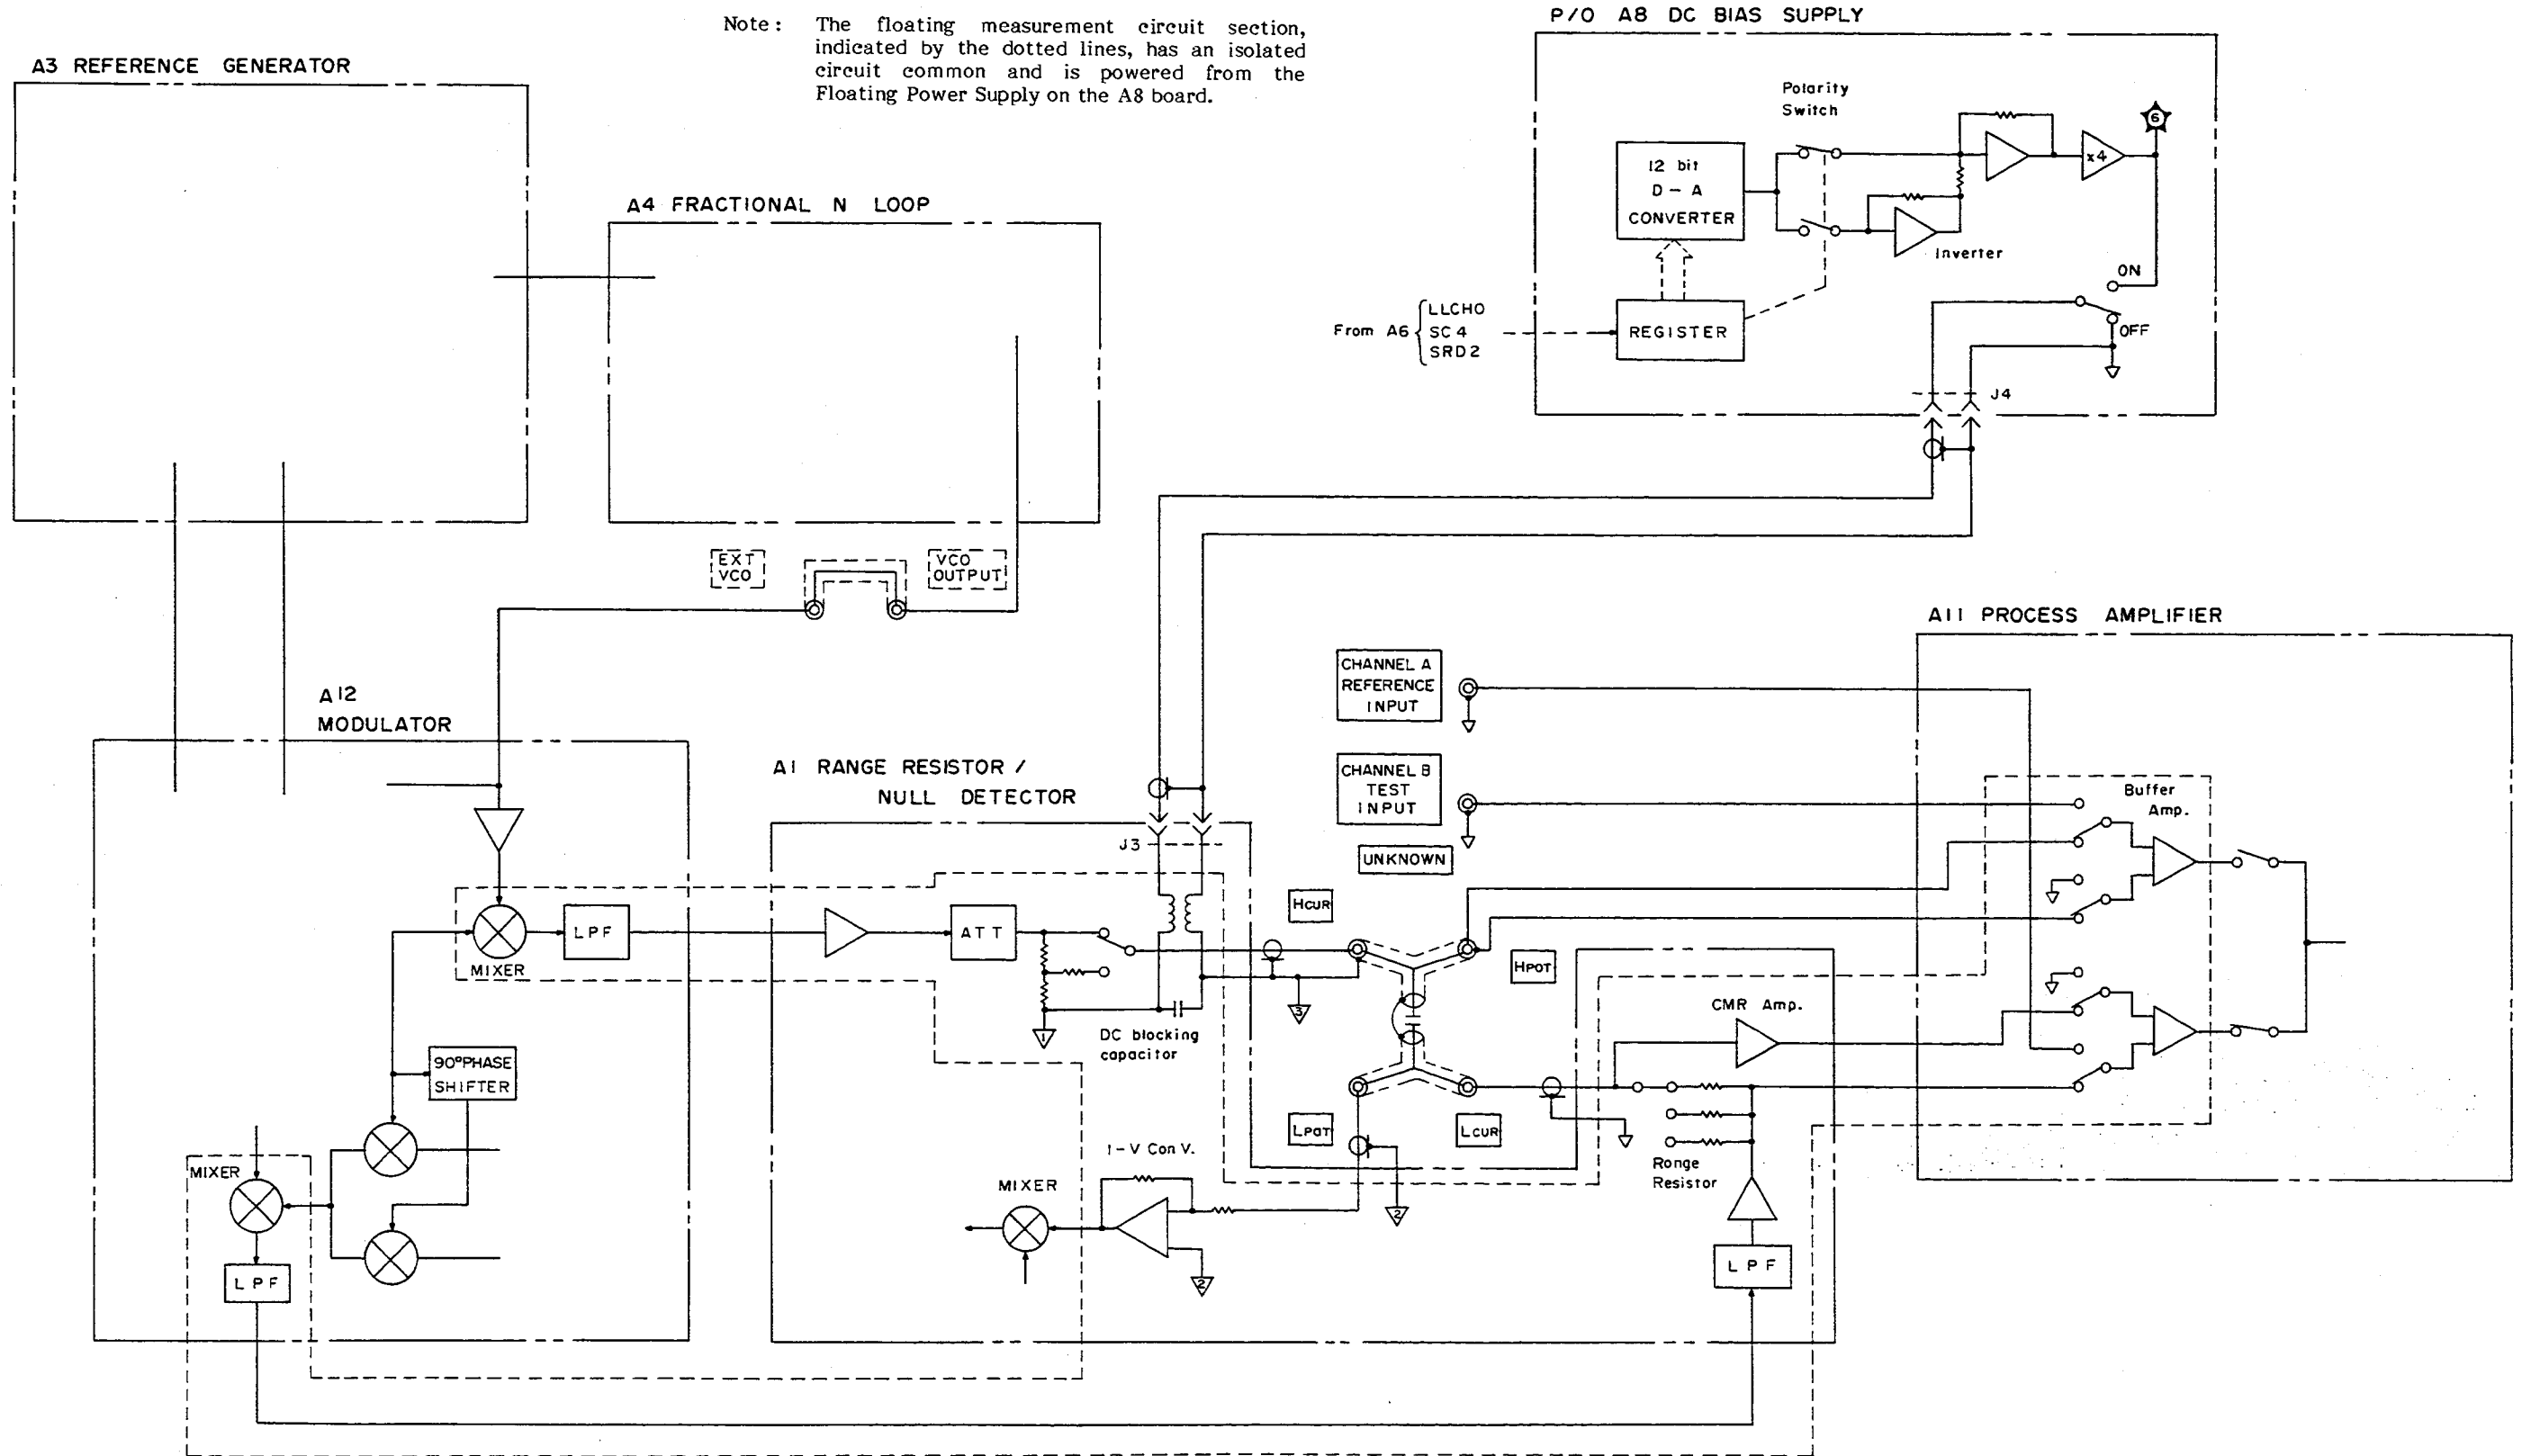 Note: The floating measurement circuit section,
indicated by the dotted lines, has an isolated
circuit common and is powered from the
Floating Power Supply on the A8 board.
P/O A8 DC BIAS SUPPLY
A3 REFERENCE GENERATOR
A4 FRACTIONAL N LOOP
Polarity
Switch
6
12 bit
D-A
CONVERTER
x4
Inverter
ON
OFF
From A6
LLCHO
SC4
SRD2
REGISTER
J4
EXT
VCO
VCO
OUTPUT
A11 PROCESS AMPLIFIER
A12
MODULATOR
CHANNEL A
REFERENCE
INPUT
A1 RANGE RESISTOR /
NULL DETECTOR
CHANNEL B
TEST
INPUT
Buffer
Amp.
J3
UNKNOWN
HCUR
LPF
ATT
MIXER
HPOT
3
1
DC blocking
capacitor
CMR Amp.
90°PHASE
SHIFTER
LPOT
LCUR
I-V Con V.
MIXER
MIXER
Range
Resistor
2
2
LPF
LPF